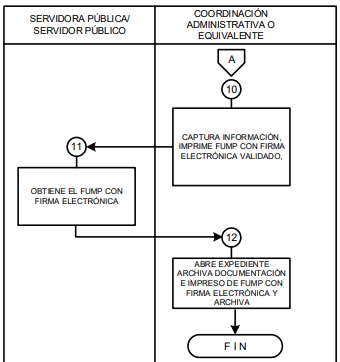 SERVIDORA PÚBLICA/
SERVIDOR PÚBLICO
COORDINACIÓN
ADMINISTRATIVA O
EQUIVALENTE
A
10
CAPTURA INFORMACIÓN,
IMPRIME FUMP CON FIRMA
ELECTRÓNICA VALIDADO,
11
OBTIENE EL FUMP CON
FIRMA ELECTRÓNICA
12
ABRE EXPEDIENTE
ARCHIVA DOCUMENTACIÓN
E IMPRESO DE FUMP CON
FIRMA ELECTRÓNICA Y
ARCHIVA
F I N